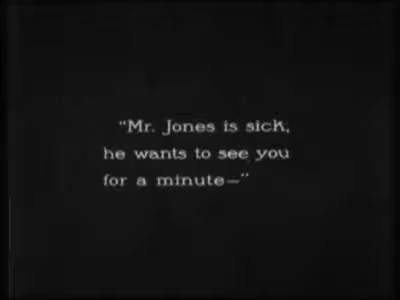 “Mr. Jones is sick,
he wants to see you
for a minute—”